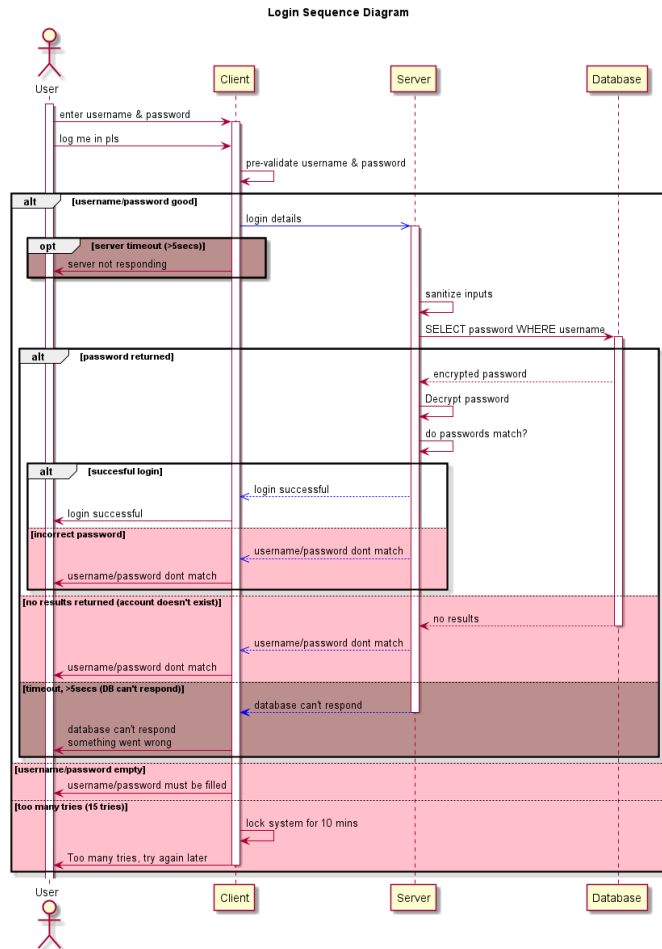 Login Sequence Diagram
User
Client
Server
Database
enter username & password
log me in pls
pre-validate username & password
alt
[username/password good]
login details
opt
[server timeout (>5secs)]
server not responding
sanitize inputs
SELECT password WHERE username
alt
[password returned]
encrypted password
Decrypt password
do passwords match?
alt
[succesful login]
login successful
login successful
[incorrect password]
username/password dont match
username/password dont match
[no results returned (account doesn't exist)]
no results
username/password dont match
username/password dont match
[timeout, >5secs (DB can't respond)]
database can't respond
database can't respond
something went wrong
[username/password empty]
username/password must be filled
[too many tries (15 tries)]
lock system for 10 mins
Too many tries, try again later
User
Client
Server
Database